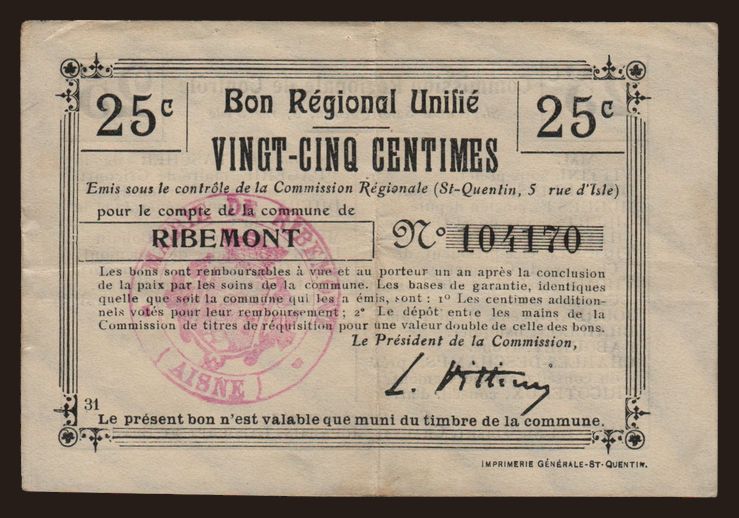 25c
Bon Régional Unifié
25c
VINGT-CINQ CENTIMES
Emis sous le contrôle de la Commission Régionale (St-Quentin, 5 rue d'Isle)
pour le compte de la commune de
RIBEMONT
No 104170
Les bons sont remboursables à vue et au porteur un an après la conclusion
de la paix par les soins de la commune. Les bases de garantie, identiques
quelle que soit la commune qui les a émis, sont : 1o Les centimes addition-
nels votés pour leur remboursement ; 2o Le dépôt entre les mains de la
Commission de titres de réquisition pour une valeur double de celle des bons.
Le Président de la Commission,
MAIRIE DE RIBEMONT
(AISNE)
31
Le présent bon n'est valable que muni du timbre de la commune.
IMPRIMERIE GÉNÉRALE-ST-QUENTIN.